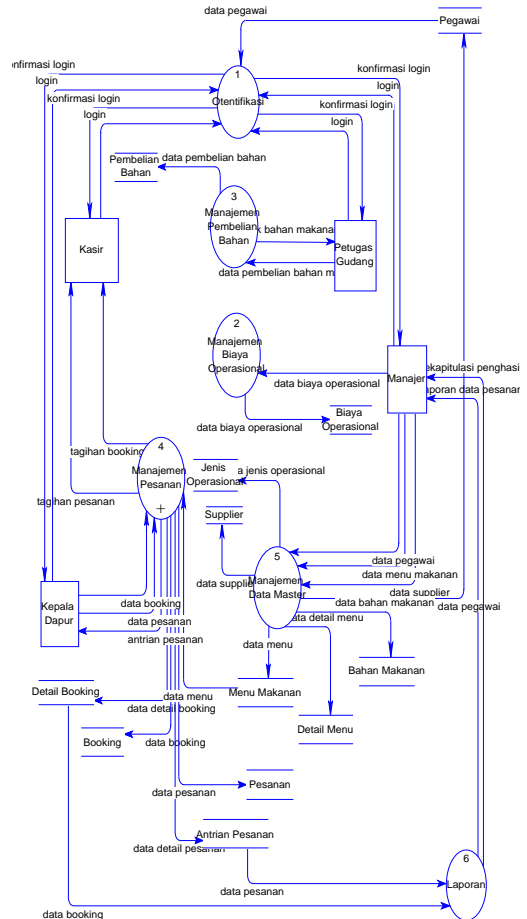 data pegawai
Pegawai
konfirmasi login
login
konfirmasi login
login
1
Otentifikasi
konfirmasi login
login
konfirmasi login
login
Pembelian
Bahan
data pembelian bahan
3
Manajemen
Pembelian
Bahan
k bahan makana
data pembelian bahan m
Petugas
Gudang
Kasir
2
Manajemen
Biaya
Operasional
data biaya operasional
Manajer
ekapitulasi penghasi
aporan data pesanan
data biaya operasional
Biaya
Operasional
tagihan booking
4
Manajemen
Pesanan
+
tagihan pesanan
Jenis
Operasional
a jenis operasional
Supplier
data supplier
5
Manajemen
Data Master
data pegawai
data menu makanan
data supplier
data bahan makanan
data pegawai
data detail menu
Kepala
Dapur
data booking
data pesanan
antrian pesanan
data menu
Bahan Makanan
Detail Booking
data menu
data detail booking
Menu Makanan
Detail Menu
Booking
data booking
data pesanan
Pesanan
Antrian Pesanan
data detail pesanan
data pesanan
6
Laporan
data booking